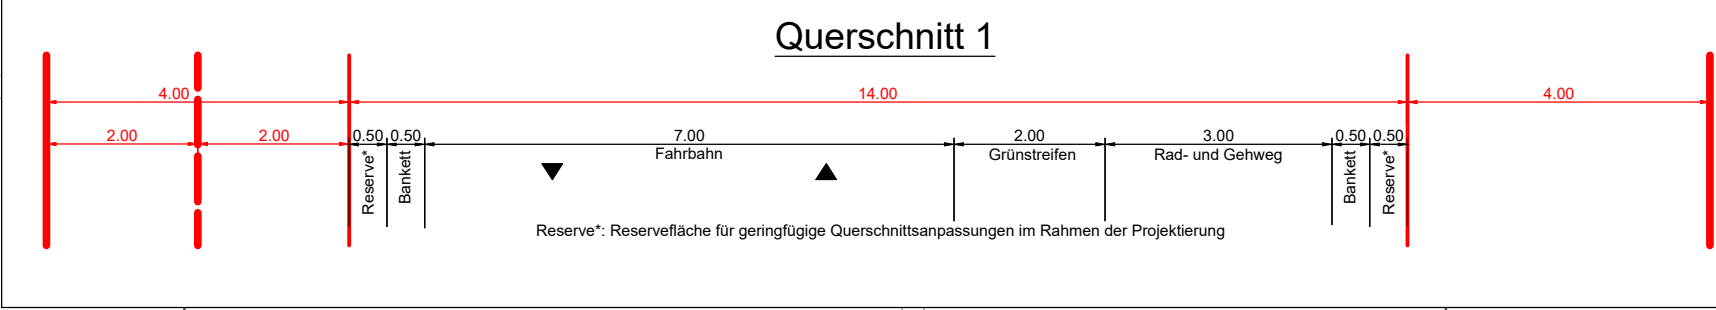 Querschnitt 1
4.00 14.00 4.00
2.00 2.00 0.50 0.50 7.00 2.00 3.00 0.50 0.50
Reserve* Bankett Fahrbahn Grünstreifen Rad- und Gehweg Bankett Reserve*
Reserve*: Reservefläche für geringfügige Querschnittsanpassungen im Rahmen der Projektierung